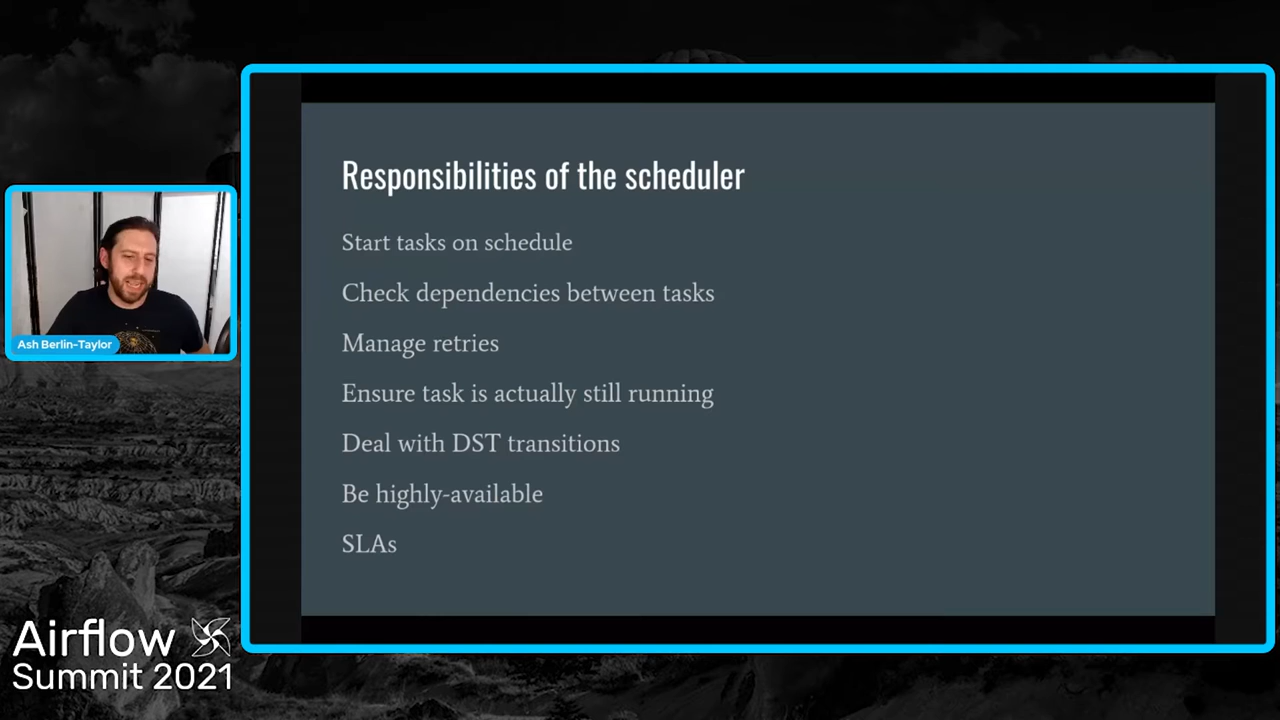 Responsibilities of the scheduler
Start tasks on schedule
Check dependencies between tasks
Manage retries
Ensure task is actually still running
Deal with DST transitions
Be highly-available
SLAs
Ash Berlin-Taylor
Airflow
Summit 2021